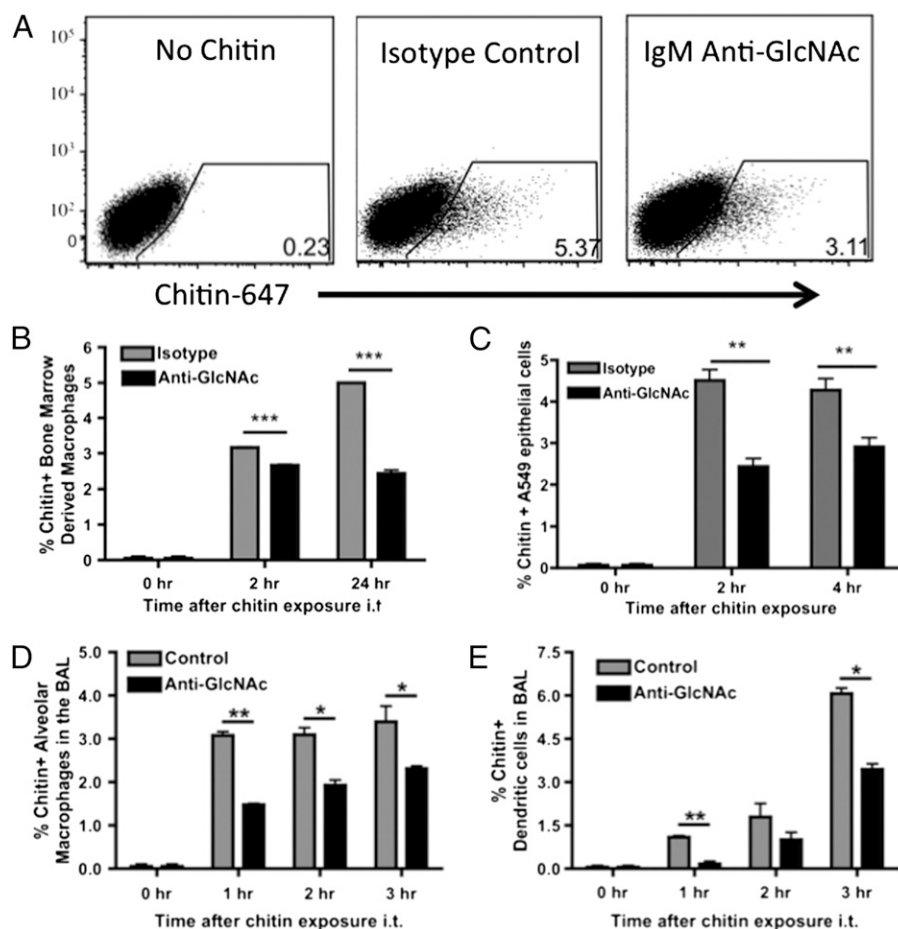 A
No Chitin
Isotype Control
IgM Anti-GlcNAc
10⁵
10⁴
10³
10²
0
0.23
5.37
3.11
Chitin-647
B
% Chitin+ Bone Marrow
Derived Macrophages
6
5
4
3
2
1
0
Isotype
Anti-GlcNAc
***
***
0 hr
2 hr
24 hr
Time after chitin exposure i.t
C
% Chitin + A549 epithelial cells
5
4
3
2
1
0
Isotype
Anti-GlcNAc
**
**
0 hr
2 hr
4 hr
Time after chitin exposure
D
% Chitin+ Alveolar
Macrophages in the BAL
5.0
4.0
3.0
2.0
1.0
0.0
Control
Anti-GlcNAc
**
*
*
0 hr
1 hr
2 hr
3 hr
Time after chitin exposure i.t.
E
% Chitin+
Dendritic cells in BAL
7.5
6.0
4.5
3.0
1.5
0.0
Control
Anti-GlcNAc
**
*
0 hr
1 hr
2 hr
3 hr
Time after chitin exposure i.t.